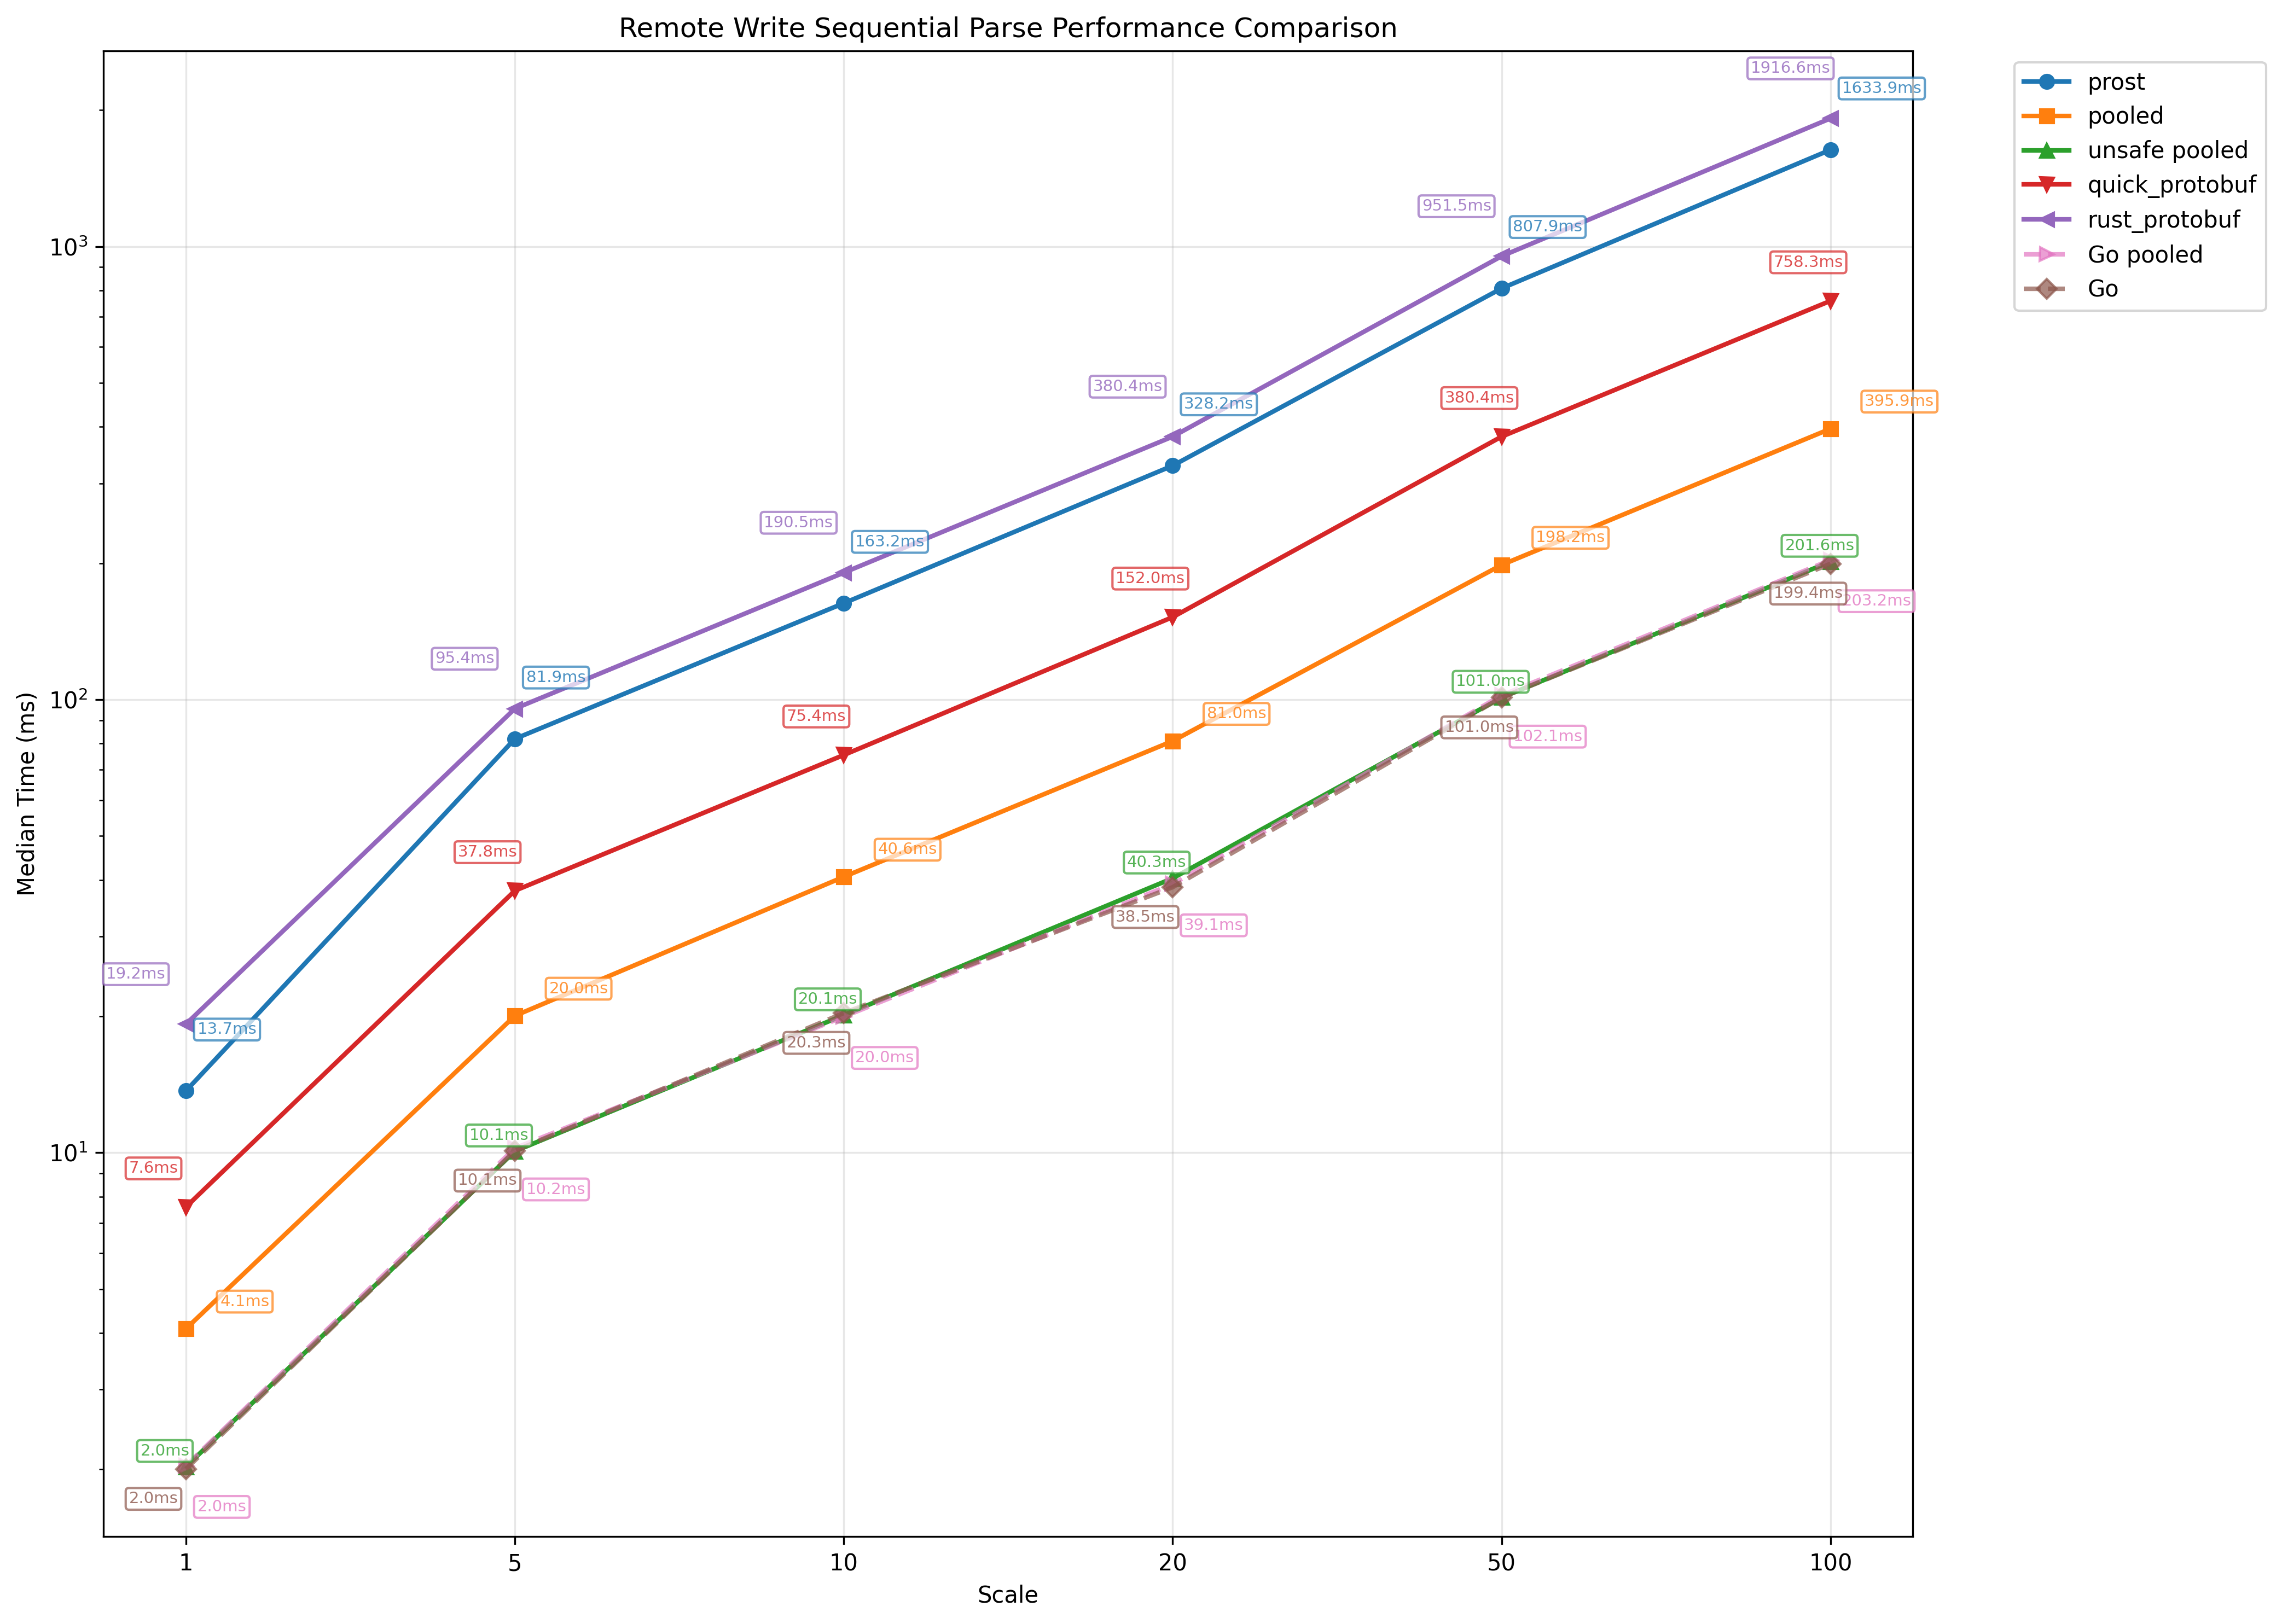 Remote Write Sequential Parse Performance Comparison
1916.6ms
1633.9ms
prost
pooled
unsafe pooled
quick_protobuf
rust_protobuf
Go pooled
Go
951.5ms
807.9ms
10³
758.3ms
380.4ms
328.2ms
380.4ms
395.9ms
190.5ms
163.2ms
198.2ms
201.6ms
152.0ms
199.4ms
203.2ms
95.4ms
81.9ms
101.0ms
10²
75.4ms
81.0ms
101.0ms
102.1ms
37.8ms
40.6ms
40.3ms
38.5ms
39.1ms
19.2ms
20.0ms
20.1ms
13.7ms
20.3ms
20.0ms
10.1ms
10¹
7.6ms
10.1ms
10.2ms
4.1ms
2.0ms
2.0ms
2.0ms
Median Time (ms)
1 5 10 20 50 100
Scale